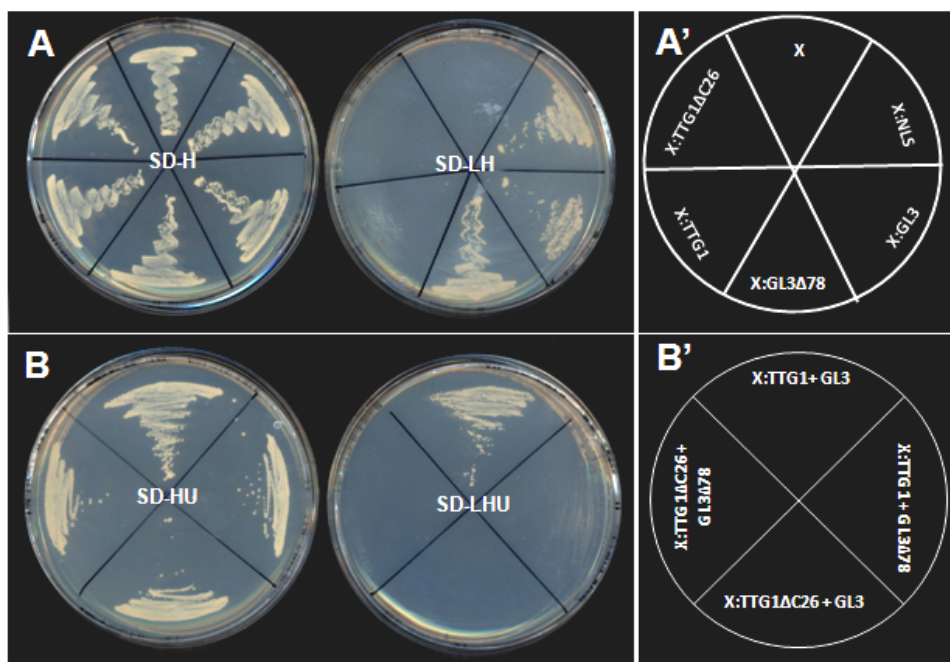 A
SD-H
SD-LH
A'
X
X:NLS
X:GL3
X:GL3Δ78
X:TTG1
X:TTG1ΔC26
B
SD-HU
SD-LHU
B'
X:TTG1+ GL3
X:TTG1 + GL3Δ78
X:TTG1ΔC26 + GL3
X:TTG1ΔC26 +
GL3Δ78